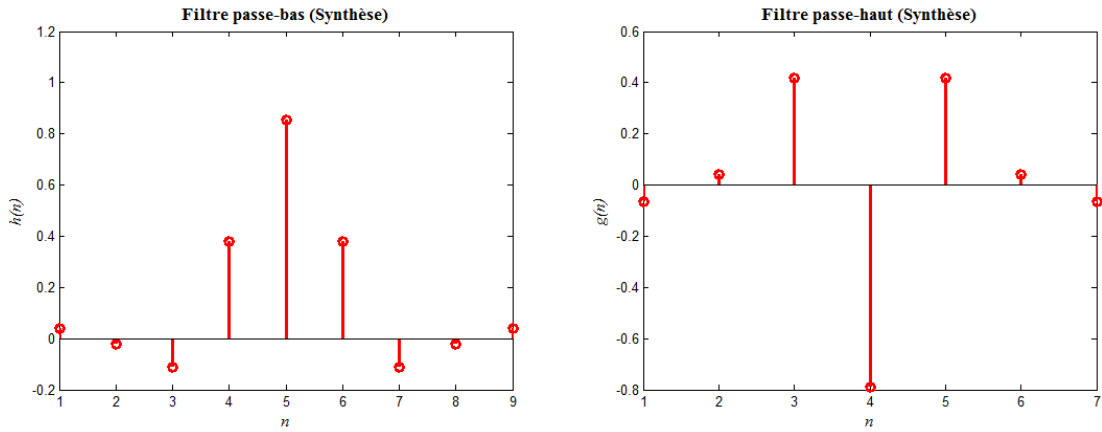 Filtre passe-bas (Synthèse)
1.2
1
0.8
0.6
0.4
0.2
0
-0.2
h(n)
1 2 3 4 5 6 7 8 9
n
Filtre passe-haut (Synthèse)
0.6
0.4
0.2
0
-0.2
-0.4
-0.6
-0.8
g(n)
1 2 3 4 5 6 7
n